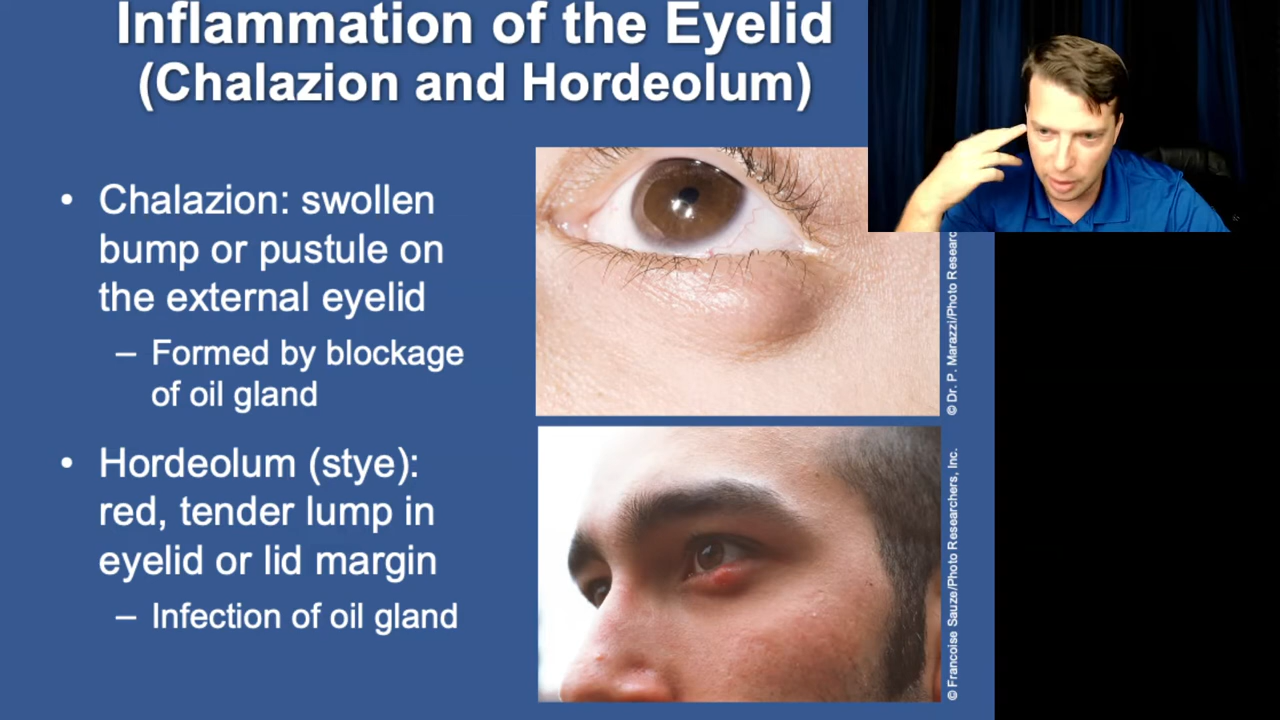 Inflammation of the Eyelid
(Chalazion and Hordeolum)
• Chalazion: swollen
bump or pustule on
the external eyelid
– Formed by blockage
of oil gland
• Hordeolum (stye):
red, tender lump in
eyelid or lid margin
– Infection of oil gland
© Dr. P. Marazzi/Photo
© Francoise Sauze/Photo Researchers, Inc.